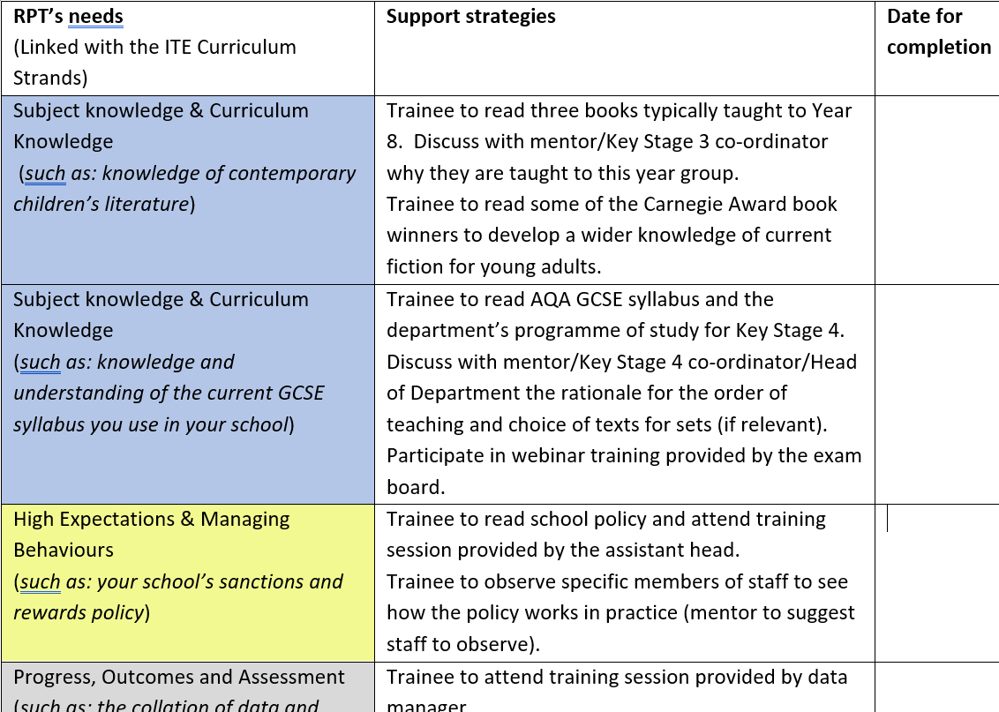 RPT's needs
(Linked with the ITE Curriculum
Strands)
Support strategies
Date for
completion
Subject knowledge & Curriculum
Knowledge
(such as: knowledge of contemporary
children's literature)
Trainee to read three books typically taught to Year
8.  Discuss with mentor/Key Stage 3 co-ordinator
why they are taught to this year group.
Trainee to read some of the Carnegie Award book
winners to develop a wider knowledge of current
fiction for young adults.
Subject knowledge & Curriculum
Knowledge
(such as: knowledge and
understanding of the current GCSE
syllabus you use in your school)
Trainee to read AQA GCSE syllabus and the
department's programme of study for Key Stage 4.
Discuss with mentor/Key Stage 4 co-ordinator/Head
of Department the rationale for the order of
teaching and choice of texts for sets (if relevant).
Participate in webinar training provided by the exam
board.
High Expectations & Managing
Behaviours
(such as: your school's sanctions and
rewards policy)
Trainee to read school policy and attend training
session provided by the assistant head.
Trainee to observe specific members of staff to see
how the policy works in practice (mentor to suggest
staff to observe).
Progress, Outcomes and Assessment
(such as: the collation of data and
Trainee to attend training session provided by data
manager